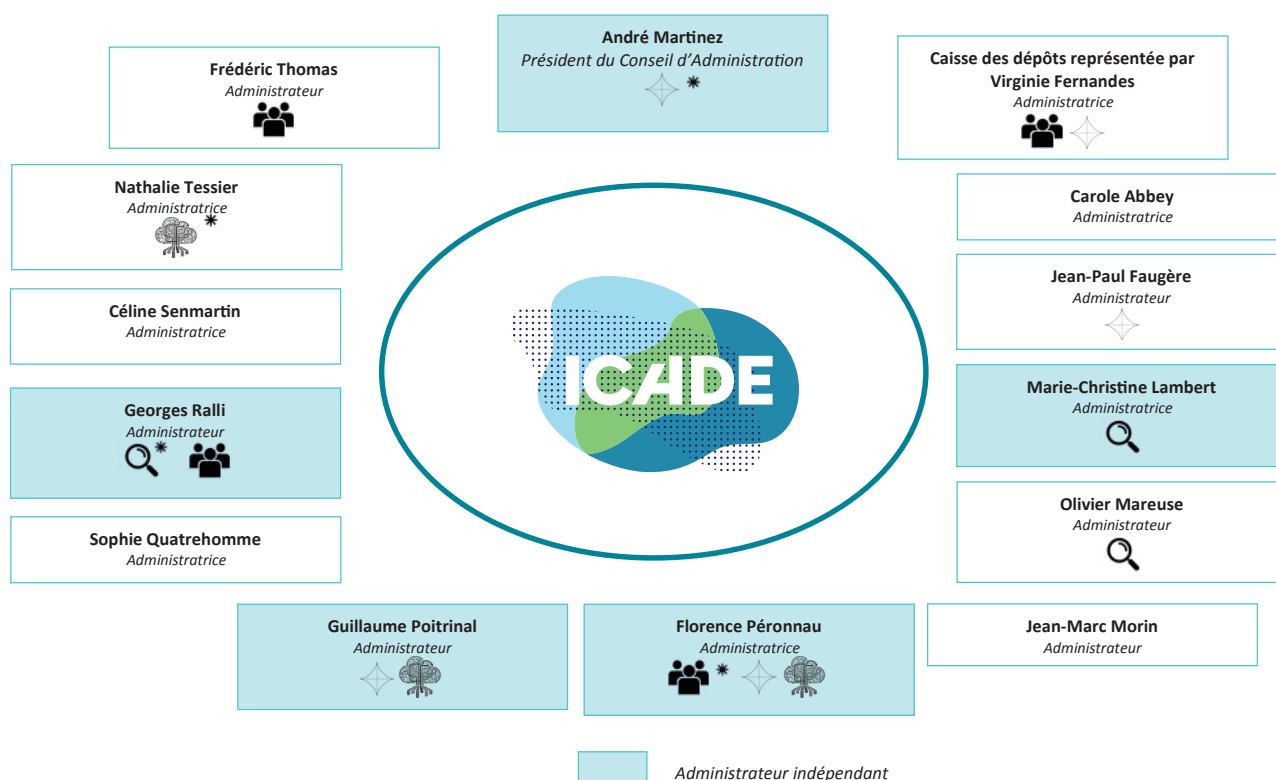 André Martinez
Président du Conseil d'Administration
Frédéric Thomas
Administrateur
Caisse des dépôts représentée par
Virginie Fernandes
Administratrice
Nathalie Tessier
Administratrice
Carole Abbey
Administratrice
Jean-Paul Faugère
Administrateur
Céline Senmartin
Administratrice
ICADE
Georges Ralli
Administrateur
Marie-Christine Lambert
Administratrice
Olivier Mareuse
Administrateur
Sophie Quatrehomme
Administratrice
Guillaume Poitrinal
Administrateur
Florence Péronnau
Administratrice
Jean-Marc Morin
Administrateur
Administrateur indépendant